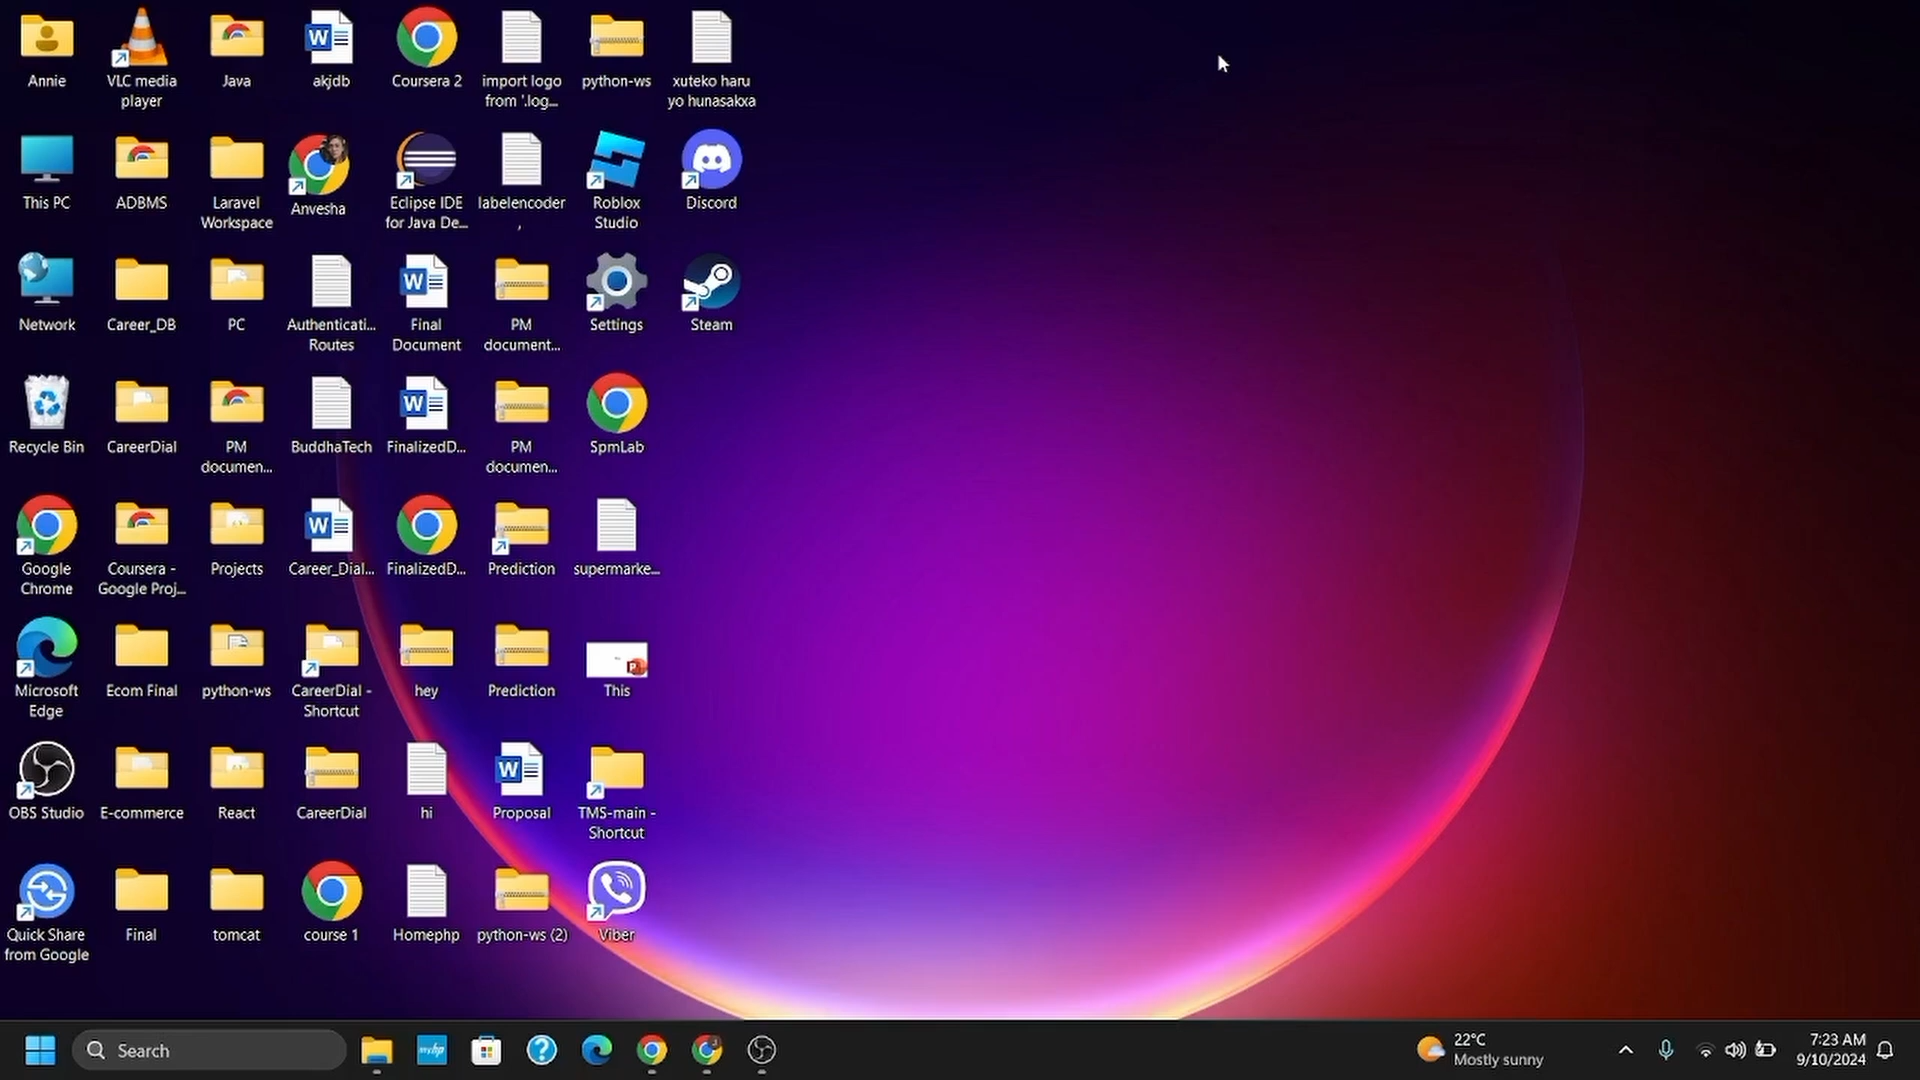 Annie
VLC media
player
Java
akjdb
Coursera 2
import logo
from '.log...
python-ws
xuteko haru
yo hunasakxa
This PC
ADBMS
Laravel
Workspace
Anvesha
Eclipse IDE
for Java De...
labelencoder
,
Roblox
Studio
Discord
Network
Career_DB
PC
Authenticati...
Routes
Final
Document
PM
document...
Settings
Steam
Recycle Bin
CareerDial
PM
documen...
BuddhaTech
FinalizedD...
PM
documen...
SpmLab
Google
Chrome
Coursera -
Google Proj...
Projects
Career_Dial...
FinalizedD...
Prediction
supermarke...
Microsoft
Edge
Ecom Final
python-ws
CareerDial -
Shortcut
hey
Prediction
This
OBS Studio
E-commerce
React
CareerDial
hi
Proposal
TMS-main -
Shortcut
Quick Share
from Google
Final
tomcat
course 1
Homephp
python-ws (2)
Viber
Search
myhp
22°C
Mostly sunny
7:23 AM
9/10/2024